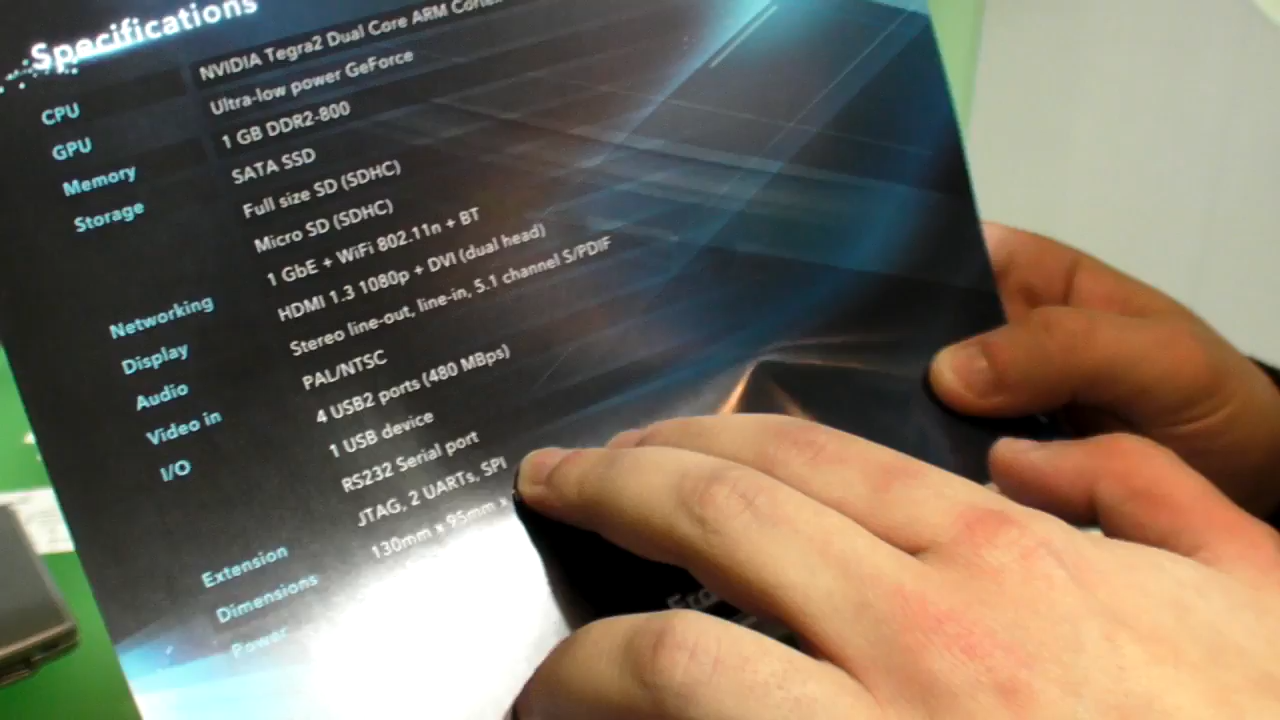 Specifications
CPU NVIDIA Tegra2 Dual Core ARM
GPU Ultra-low power GeForce
Memory 1 GB DDR2-800
Storage SATA SSD
Full size SD (SDHC)
Micro SD (SDHC)
Networking 1 GbE + WiFi 802.11n + BT
Display HDMI 1.3 1080p + DVI (dual head)
Audio Stereo line-out, line-in, 5.1 channel S/PDIF
Video in PAL/NTSC
I/O 4 USB2 ports (480 MBps)
1 USB device
RS232 Serial port
Extension JTAG, 2 UARTs, SPI
Dimensions 130mm x 95mm x
Power